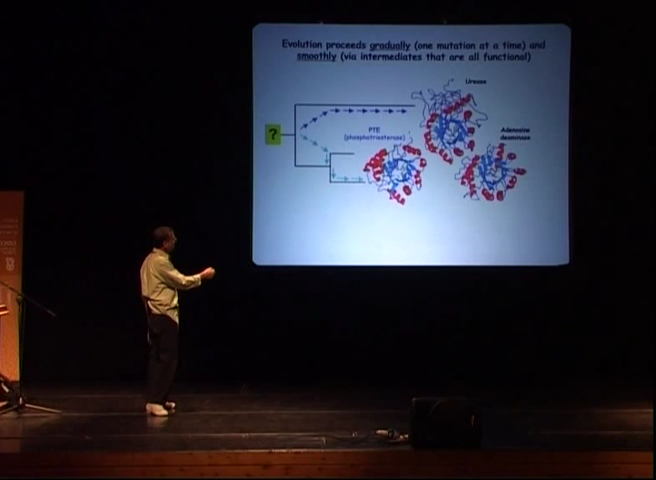 Evolution proceeds gradually (one mutation at a time) and
smoothly (via intermediates that are all functional)
Urease
?
PTE
(phosphotriesterase)
Adenosine
deaminase